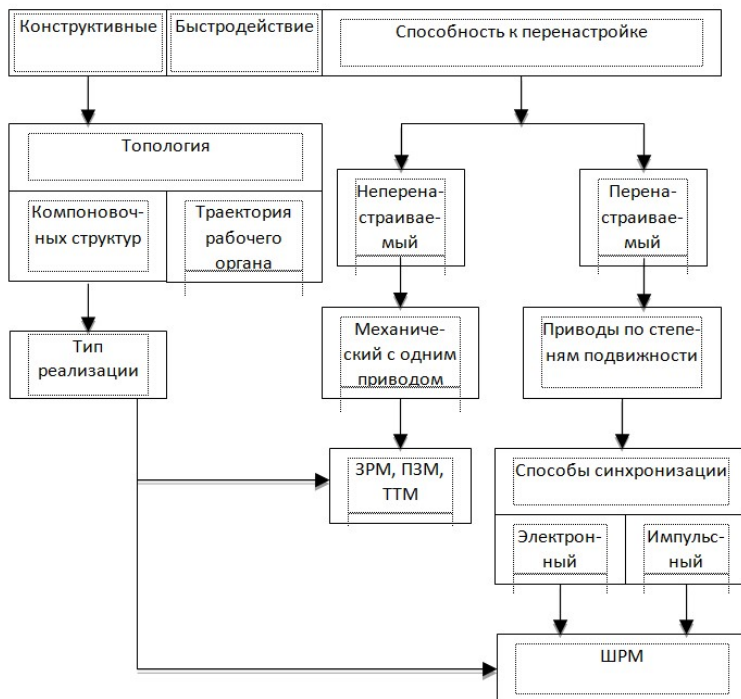 Конструктивные
Быстродействие
Способность к перенастройке
Топология
Компоновоч-
ных структур
Траектория
рабочего
органа
Неперена-
страивае-
мый
Перена-
страивае-
мый
Тип
реализации
Механиче-
ский с одним
приводом
Приводы по степе-
ням подвижности
ЗРМ, ПЗМ,
ТТМ
Способы синхронизации
Электрон-
ный
Импульс-
ный
ШРМ